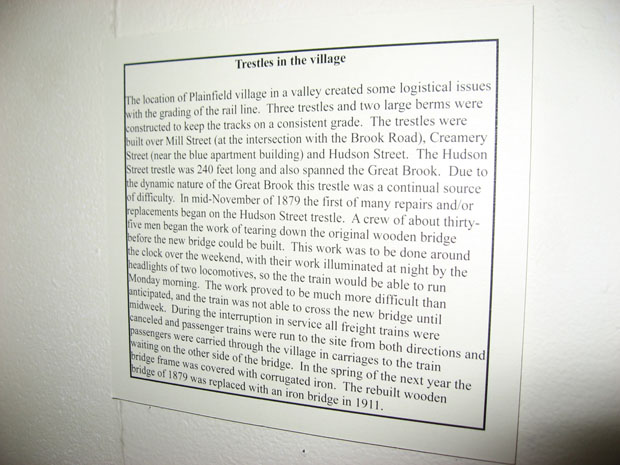 Trestles in the village
The location of Plainfield village in a valley created some logistical issues
with the grading of the rail line. Three trestles and two large berms were
constructed to keep the tracks on a consistent grade. The trestles were
built over Mill Street (at the intersection with the Brook Road), Creamery
Street (near the blue apartment building) and Hudson Street. The Hudson
Street trestle was 240 feet long and also spanned the Great Brook. Due to
the dynamic nature of the Great Brook this trestle was a continual source
of difficulty. In mid-November of 1879 the first of many repairs and/or
replacements began on the Hudson Street trestle. A crew of about thirty-
five men began the work of tearing down the original wooden bridge
before the new bridge could be built. This work was to be done around
the clock over the weekend, with their work illuminated at night by the
headlights of two locomotives, so the the train would be able to run
Monday morning. The work proved to be much more difficult than
anticipated, and the train was not able to cross the new bridge until
midweek. During the interruption in service all freight trains were
canceled and passenger trains were run to the site from both directions and
passengers were carried through the village in carriages to the train
waiting on the other side of the bridge. In the spring of the next year the
bridge frame was covered with corrugated iron. The rebuilt wooden
bridge of 1879 was replaced with an iron bridge in 1911.